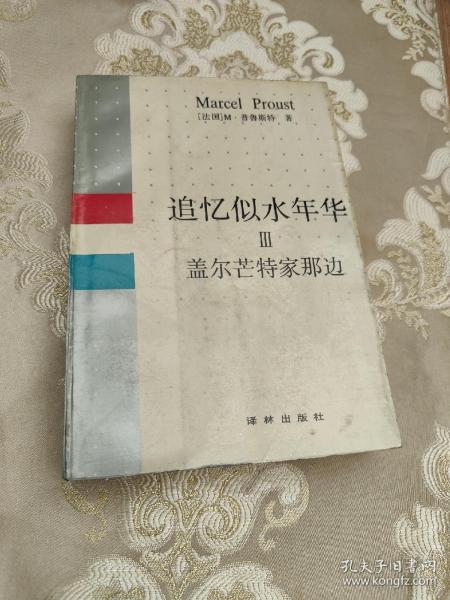 Marcel Proust
[法国]M·普鲁斯特 著
追忆似水年华
III
盖尔芒特家那边
译林出版社
孔夫子旧书网
www.kongfz.com